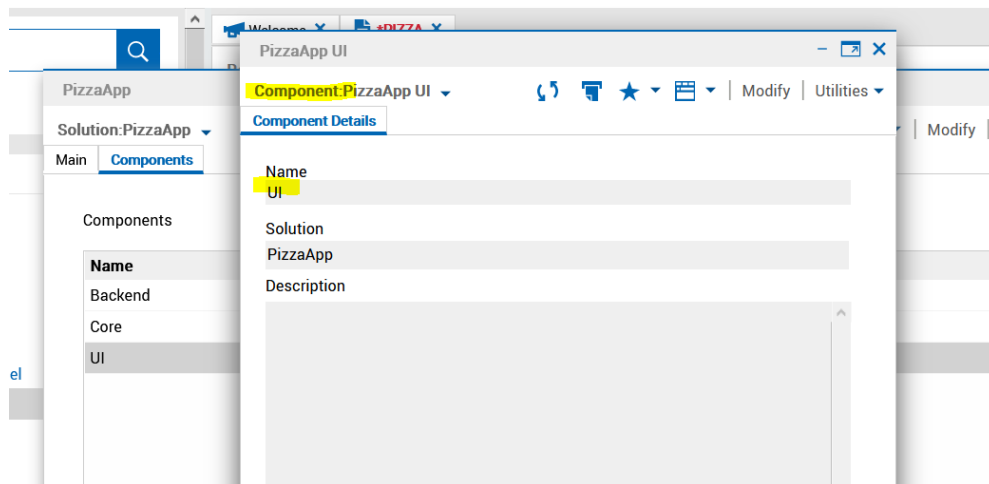 Welcome
*PIZZA
PizzaApp UI
PizzaApp
Component:PizzaApp UI
Modify
Utilities
Solution:PizzaApp
Component Details
Modify
Main
Components
Name
UI
Components
Solution
PizzaApp
Name
Description
Backend
Core
UI
el